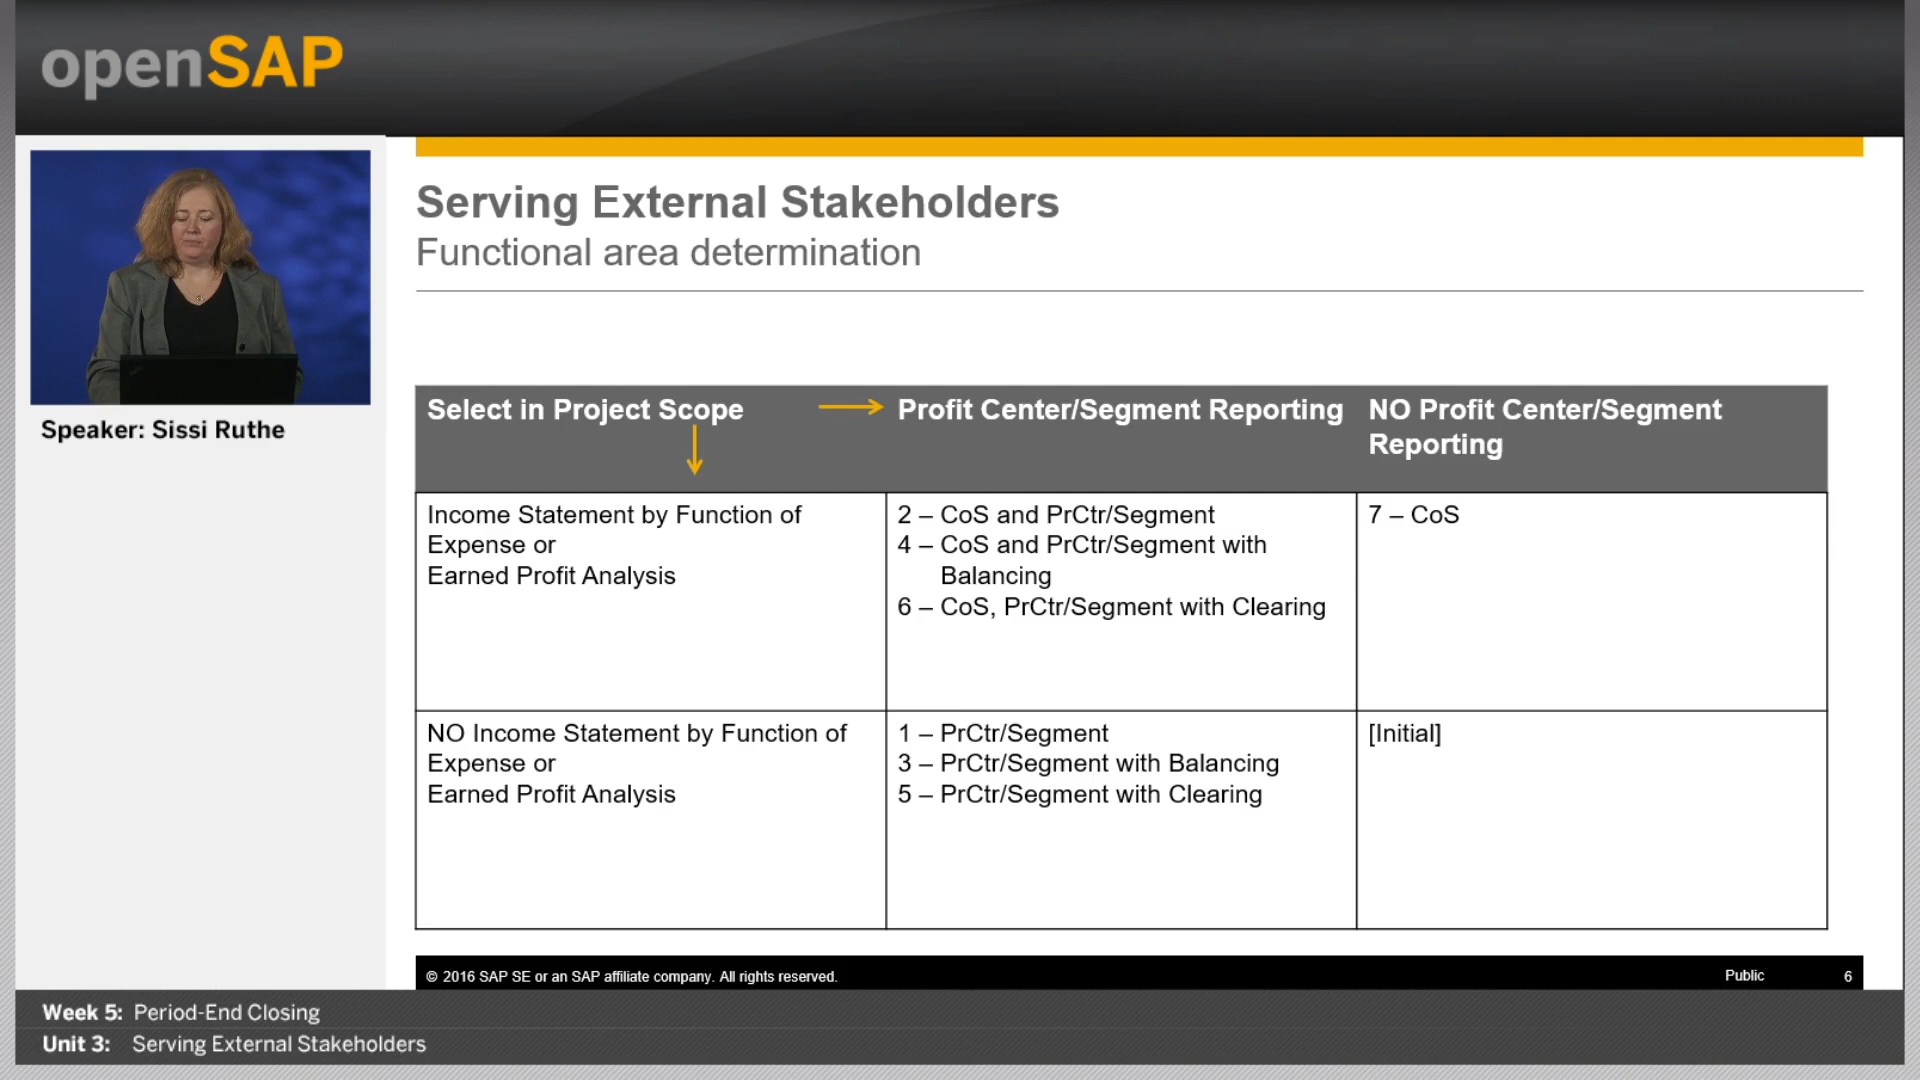 openSAP
Speaker: Sissi Ruthe
Serving External Stakeholders
Functional area determination
Select in Project Scope
Profit Center/Segment Reporting
NO Profit Center/Segment
Reporting
Income Statement by Function of
Expense or
Earned Profit Analysis
2 – CoS and PrCtr/Segment
4 – CoS and PrCtr/Segment with
Balancing
6 – CoS, PrCtr/Segment with Clearing
7 – CoS
NO Income Statement by Function of
Expense or
Earned Profit Analysis
1 – PrCtr/Segment
3 – PrCtr/Segment with Balancing
5 – PrCtr/Segment with Clearing
[Initial]
© 2016 SAP SE or an SAP affiliate company. All rights reserved.
Public
6
Week 5: Period-End Closing
Unit 3: Serving External Stakeholders